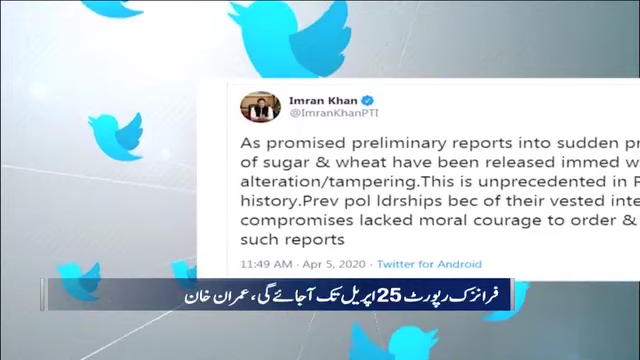 Imran Khan
@ImranKhanPTI
As promised preliminary reports into sudden pr
of sugar & wheat have been released immed w
alteration/tampering.This is unprecedented in
history.Prev pol ldrships bec of their vested inte
compromises lacked moral courage to order &
such reports
11:49 AM · Apr 5, 2020 · Twitter for Android
فرانزک رپورٹ 25 اپریل تک آجائے گی، عمران خان